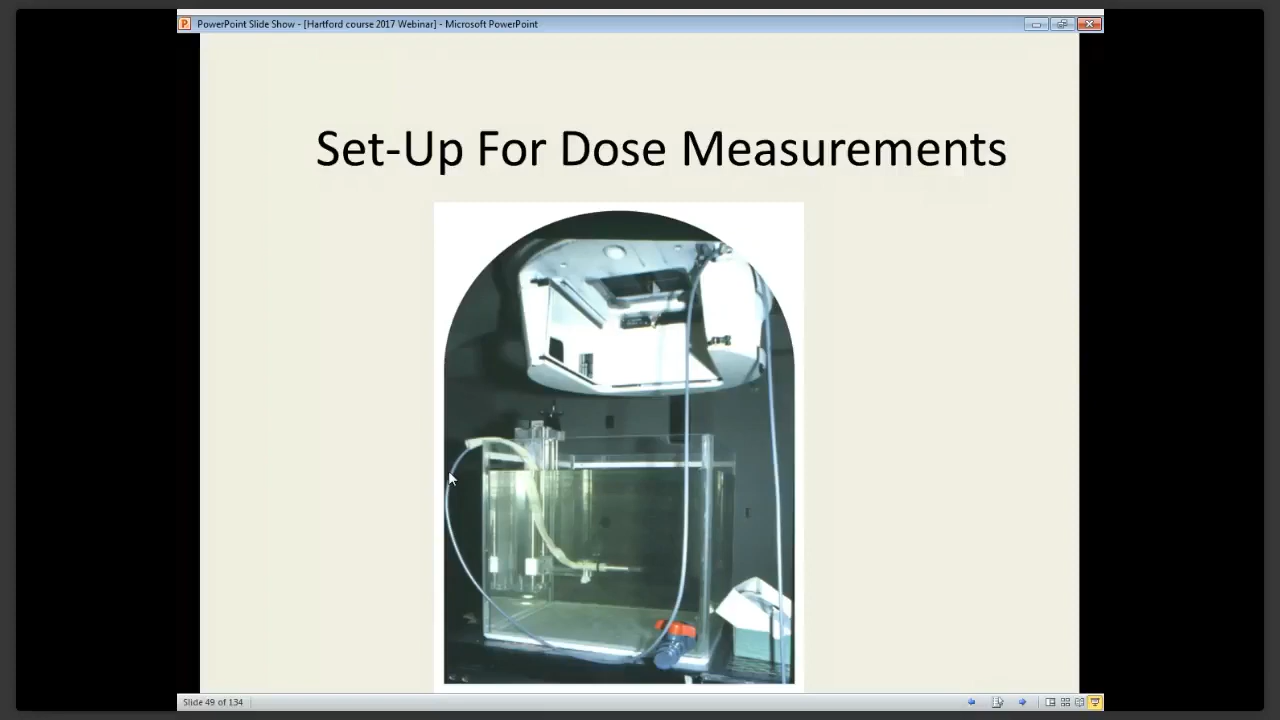 PowerPoint Slide Show - [Hartford course 2017 Webinar] - Microsoft PowerPoint
Set-Up For Dose Measurements
Slide 49 of 134